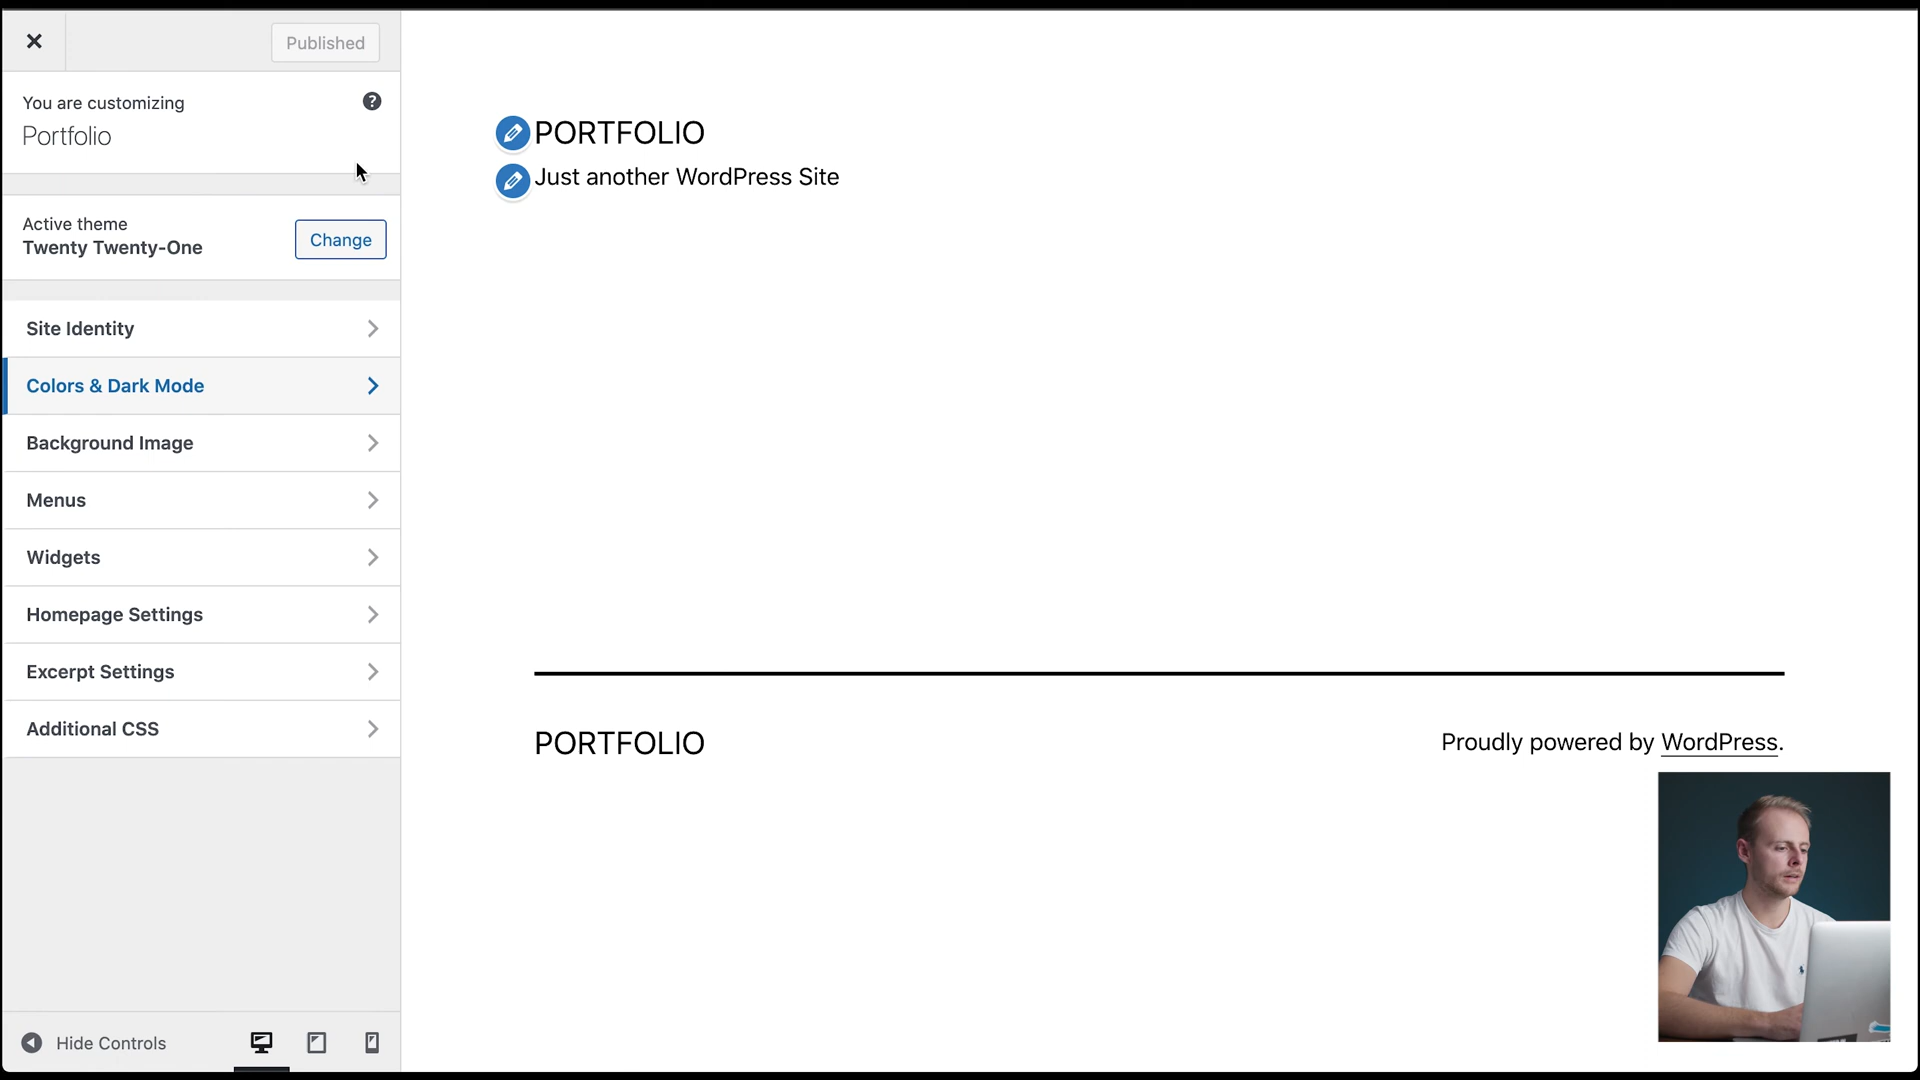 Published
You are customizing
Portfolio
Active theme
Twenty Twenty-One
Change
Site Identity
Colors & Dark Mode
Background Image
Menus
Widgets
Homepage Settings
Excerpt Settings
Additional CSS
Hide Controls
PORTFOLIO
Just another WordPress Site
PORTFOLIO
Proudly powered by WordPress.